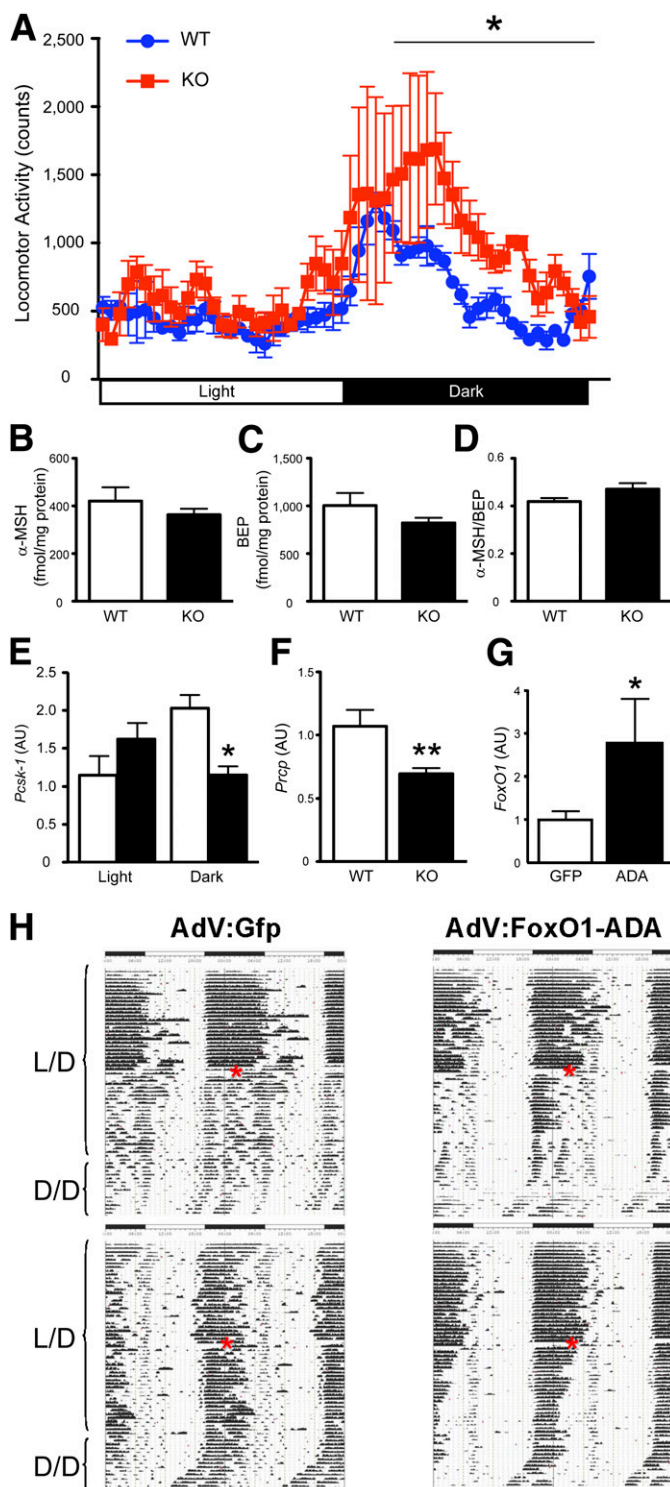 A
*
WT
KO
Locomotor Activity (counts)
2,500
2,000
1,500
1,000
500
0
Light
Dark
B
α-MSH
(fmol/mg protein)
600
400
200
0
WT
KO
C
BEP
(fmol/mg protein)
1,500
1,000
500
0
WT
KO
D
α-MSH/BEP
0.6
0.4
0.2
0
WT
KO
E
Pcsk-1 (AU)
2.5
2.0
1.5
1.0
0.5
0
*
Light
Dark
F
Prcp (AU)
1.5
1.0
0.5
0
**
WT
KO
G
FoxO1 (AU)
4
3
2
1
0
*
GFP
ADA
H
AdV:Gfp
AdV:FoxO1-ADA
L/D
*
*
D/D
L/D
*
*
D/D